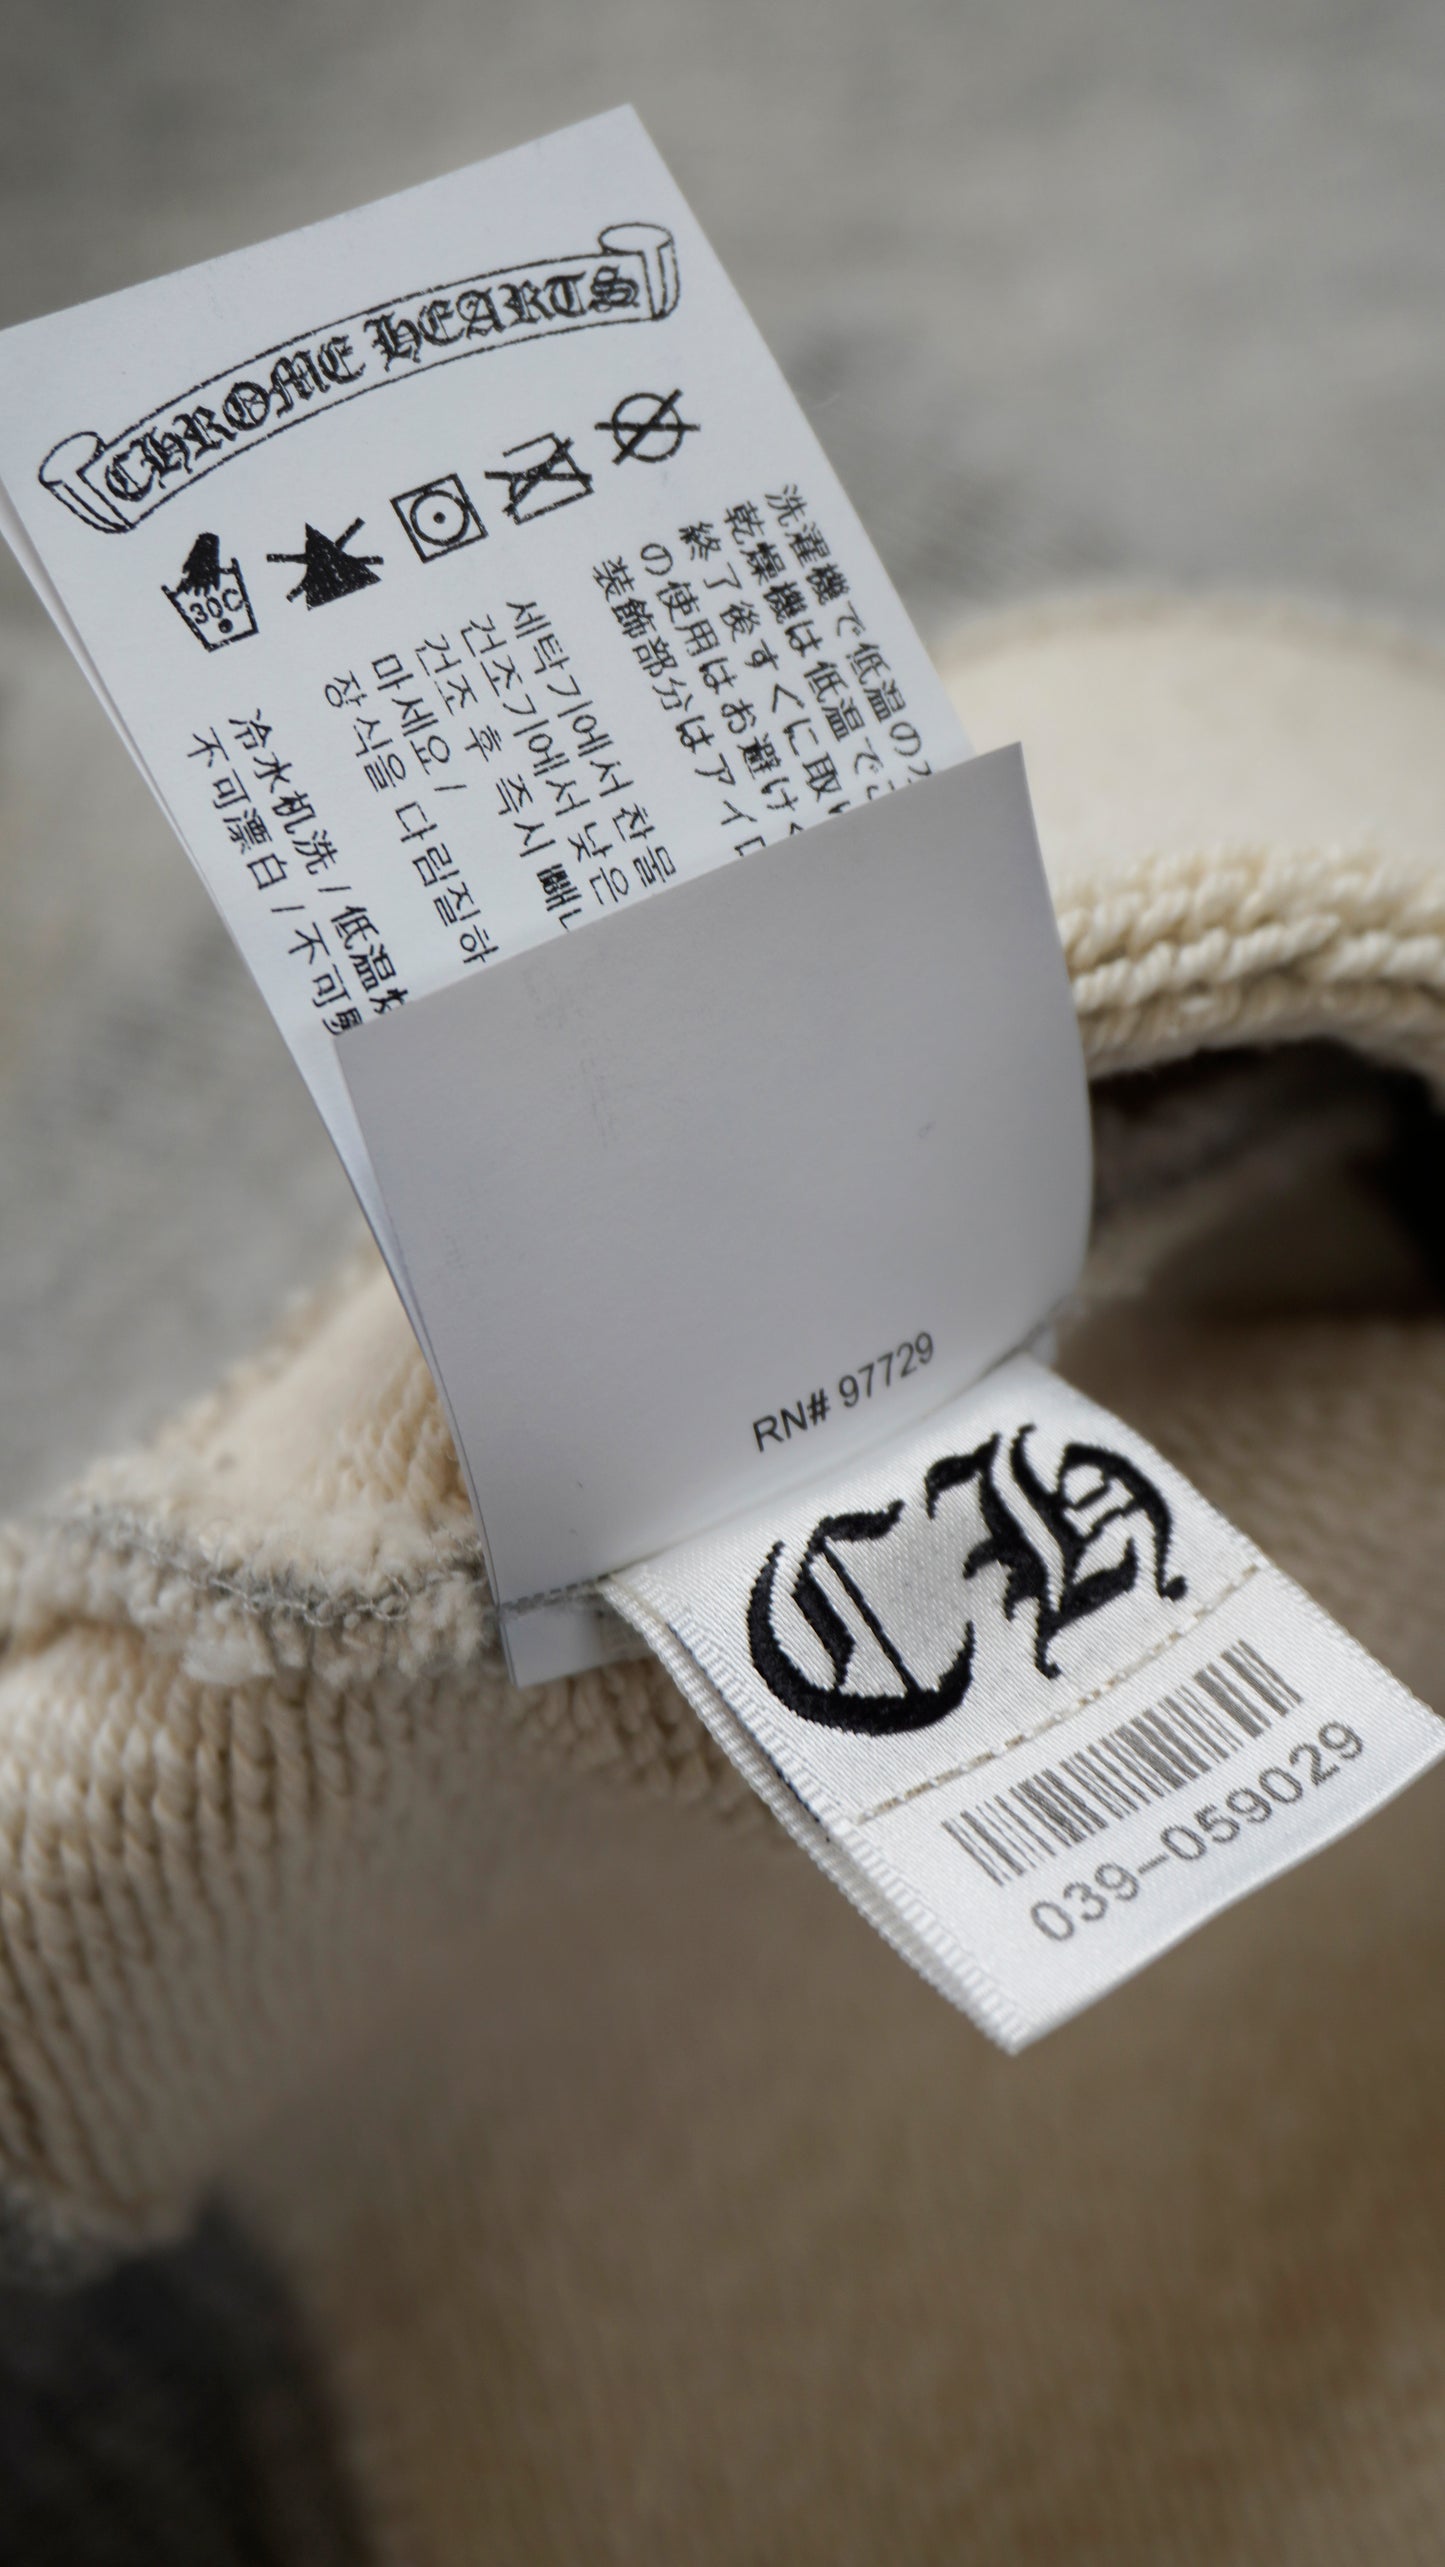 CHROME HEARTS
30C
洗濯機で低温の
乾燥機は低温で
終了後すぐに取
の使用はお避け
装飾部分はアイ
세탁기에서 찬물
건조기에서 낮은
건조 후 즉시
마세요 /
장식을 다림질하
冷水机洗 / 低温
不可漂白 / 不可
RN# 97729
CH
039-059029